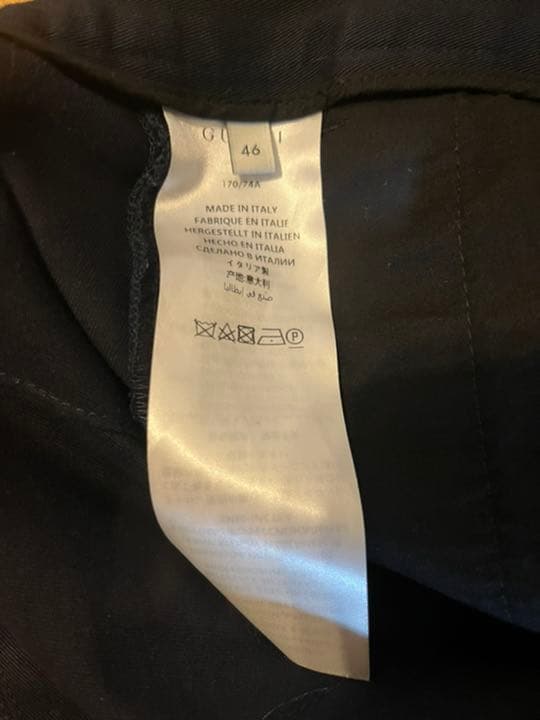 46
170/74A
MADE IN ITALY
FABRIQUE EN ITALIE
HERGESTELLT IN ITALIEN
HECHO EN ITALIA
СДЕЛАНО В ИТАЛИИ
イタリア製
产地:意大利
صنع في ايطاليا
P